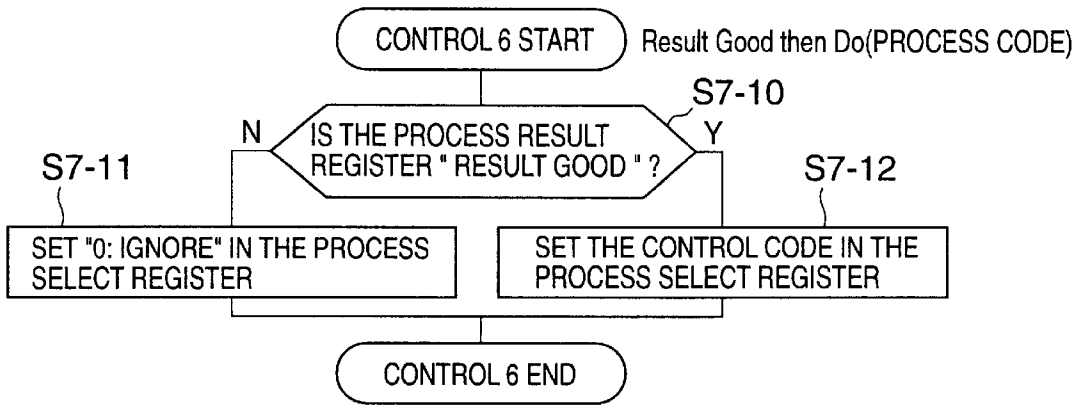 CONTROL 6 START
Result Good then Do(PROCESS CODE)
S7-10
N
IS THE PROCESS RESULT
REGISTER " RESULT GOOD " ?
Y
S7-11
S7-12
SET "0: IGNORE" IN THE PROCESS
SELECT REGISTER
SET THE CONTROL CODE IN THE
PROCESS SELECT REGISTER
CONTROL 6 END